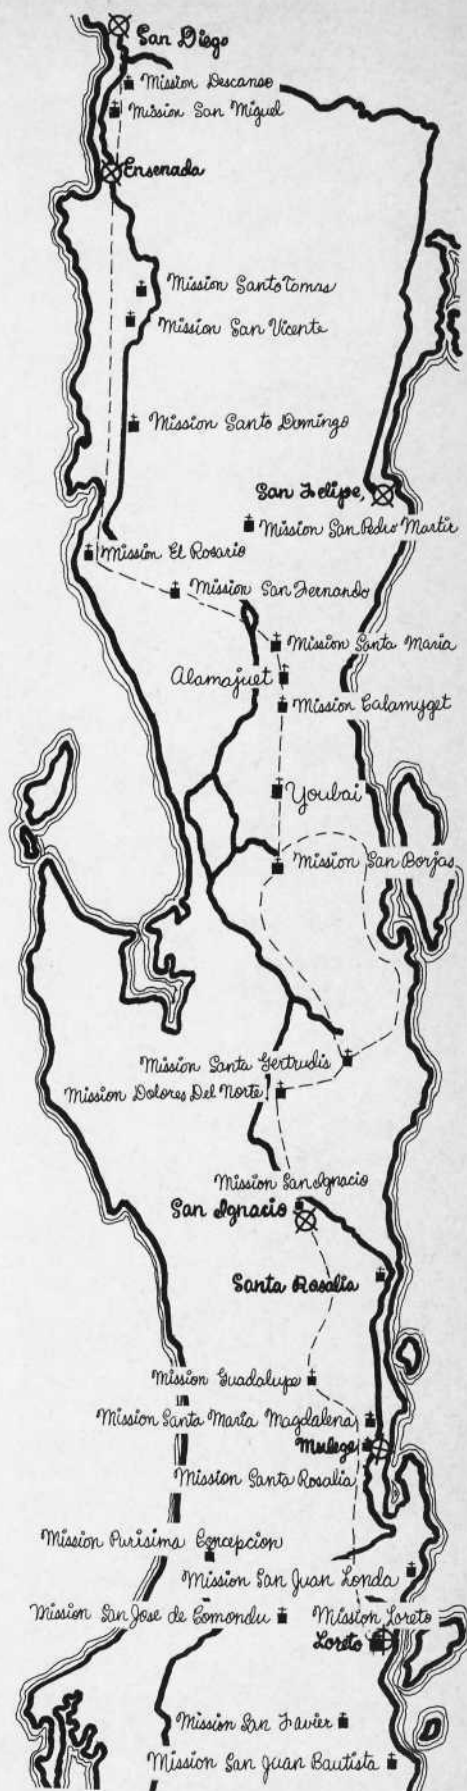 San Diego
Mission Descanso
Mission San Miguel
Ensenada
Mission Santo Tomas
Mission San Vicente
Mission Santo Domingo
San Felipe,
Mission San Pedro Martir
Mission El Rosario
Mission San Fernando
Mission Santa Maria
Alamajuet
Mission Calamyget
Youbai
Mission San Borjas
Mission Santa Gertrudis
Mission Dolores Del Norte
Mission San Ignacio
San Ignacio
Santa Rosalia
Mission Guadalupe
Mission Santa María Magdalena
Mulege
Mission Santa Rosalia
Mission Purisima Concepcion
Mission San Juan Londa
Mission San Jose de Comondu
Mission Loreto
Loreto
Mission San Javier
Mission San Juan Bautista